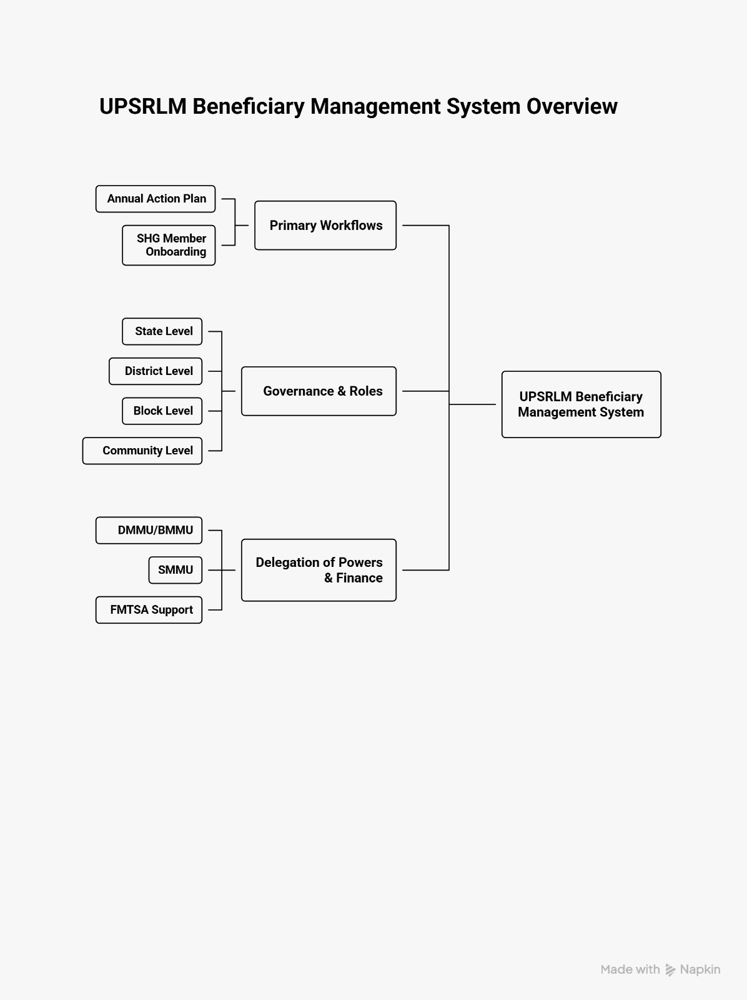 UPSRLM Beneficiary Management System Overview
Annual Action Plan
SHG Member
Onboarding
Primary Workflows
State Level
District Level
Block Level
Community Level
Governance & Roles
DMMU/BMMU
SMMU
FMTSA Support
Delegation of Powers
& Finance
UPSRLM Beneficiary
Management System
Made with Napkin